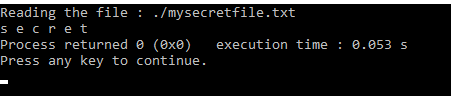 Reading the file : ./mysecretfile.txt
s e c r e t
Process returned 0 (0x0)   execution time : 0.053 s
Press any key to continue.